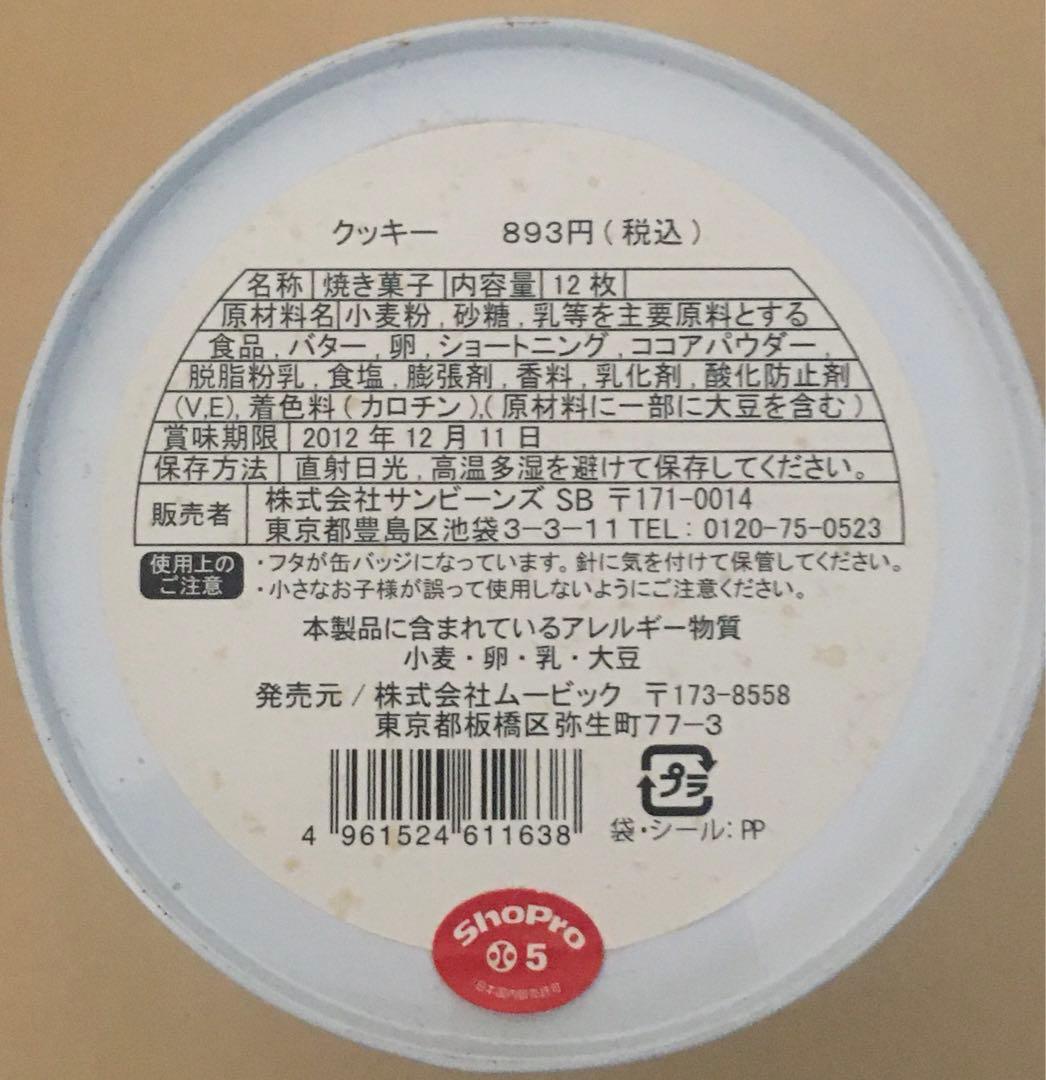 クッキー 893円(税込)
名称 焼き菓子 内容量 12枚
原材料名 小麦粉,砂糖,乳等を主要原料とする
食品,バター,卵,ショートニング,ココアパウダー,
脱脂粉乳,食塩,膨張剤,香料,乳化剤,酸化防止剤
(V,E),着色料(カロチン),(原材料に一部に大豆を含む)
賞味期限 2012年12月11日
保存方法 直射日光,高温多湿を避けて保存してください。
販売者 株式会社サンビーンズ SB 〒171-0014
東京都豊島区池袋3-3-11 TEL: 0120-75-0523
使用上のご注意
・フタが缶バッジになっています。針に気を付けて保管してください。
・小さなお子様が誤って使用しないようにご注意ください。
本製品に含まれているアレルギー物質
小麦・卵・乳・大豆
発売元/株式会社ムービック 〒173-8558
東京都板橋区弥生町77-3
4 961524 611638
プラ
袋・シール:PP
ShoPro
小 5
日本国内販売許可